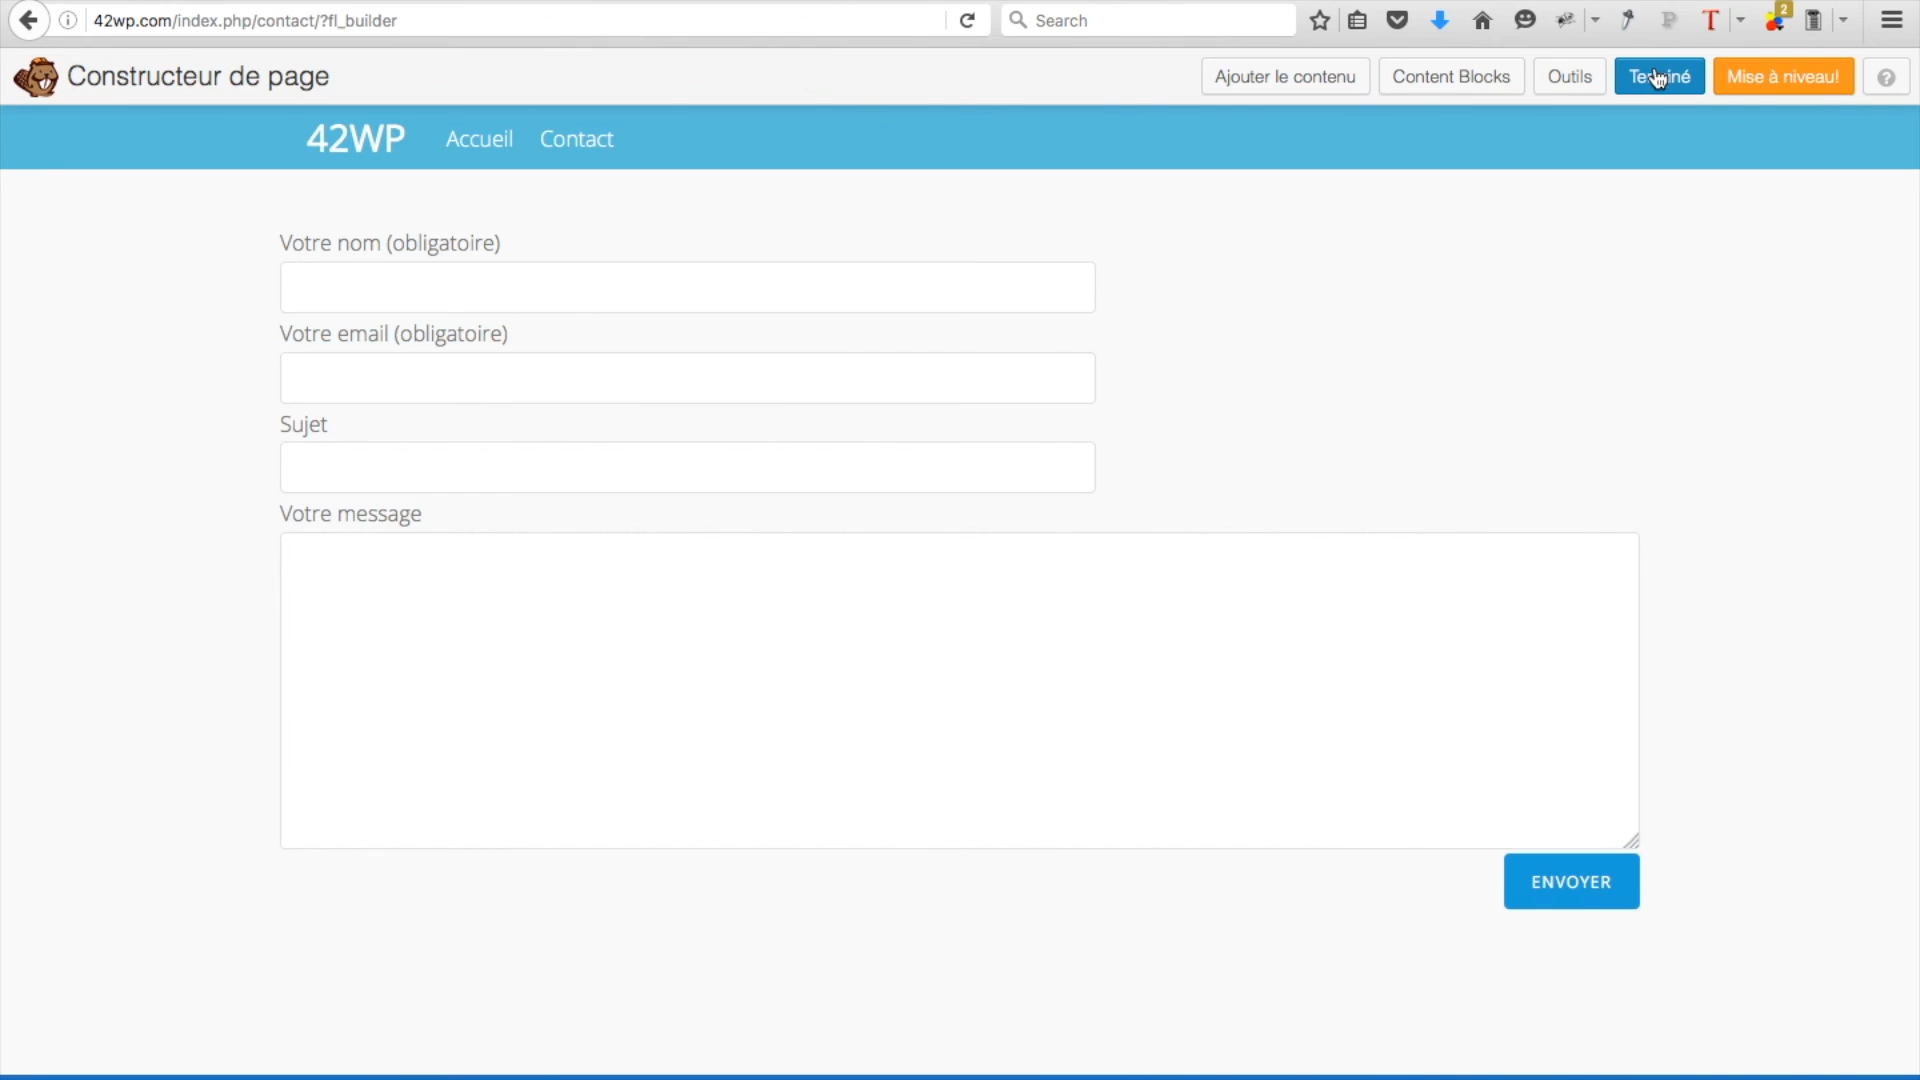 42wp.com/index.php/contact/?fl_builder
Search
2
Constructeur de page
Ajouter le contenu
Content Blocks
Outils
Mise à niveau!
?
42WP
Accueil
Contact
Votre nom (obligatoire)
Votre email (obligatoire)
Sujet
Votre message
ENVOYER